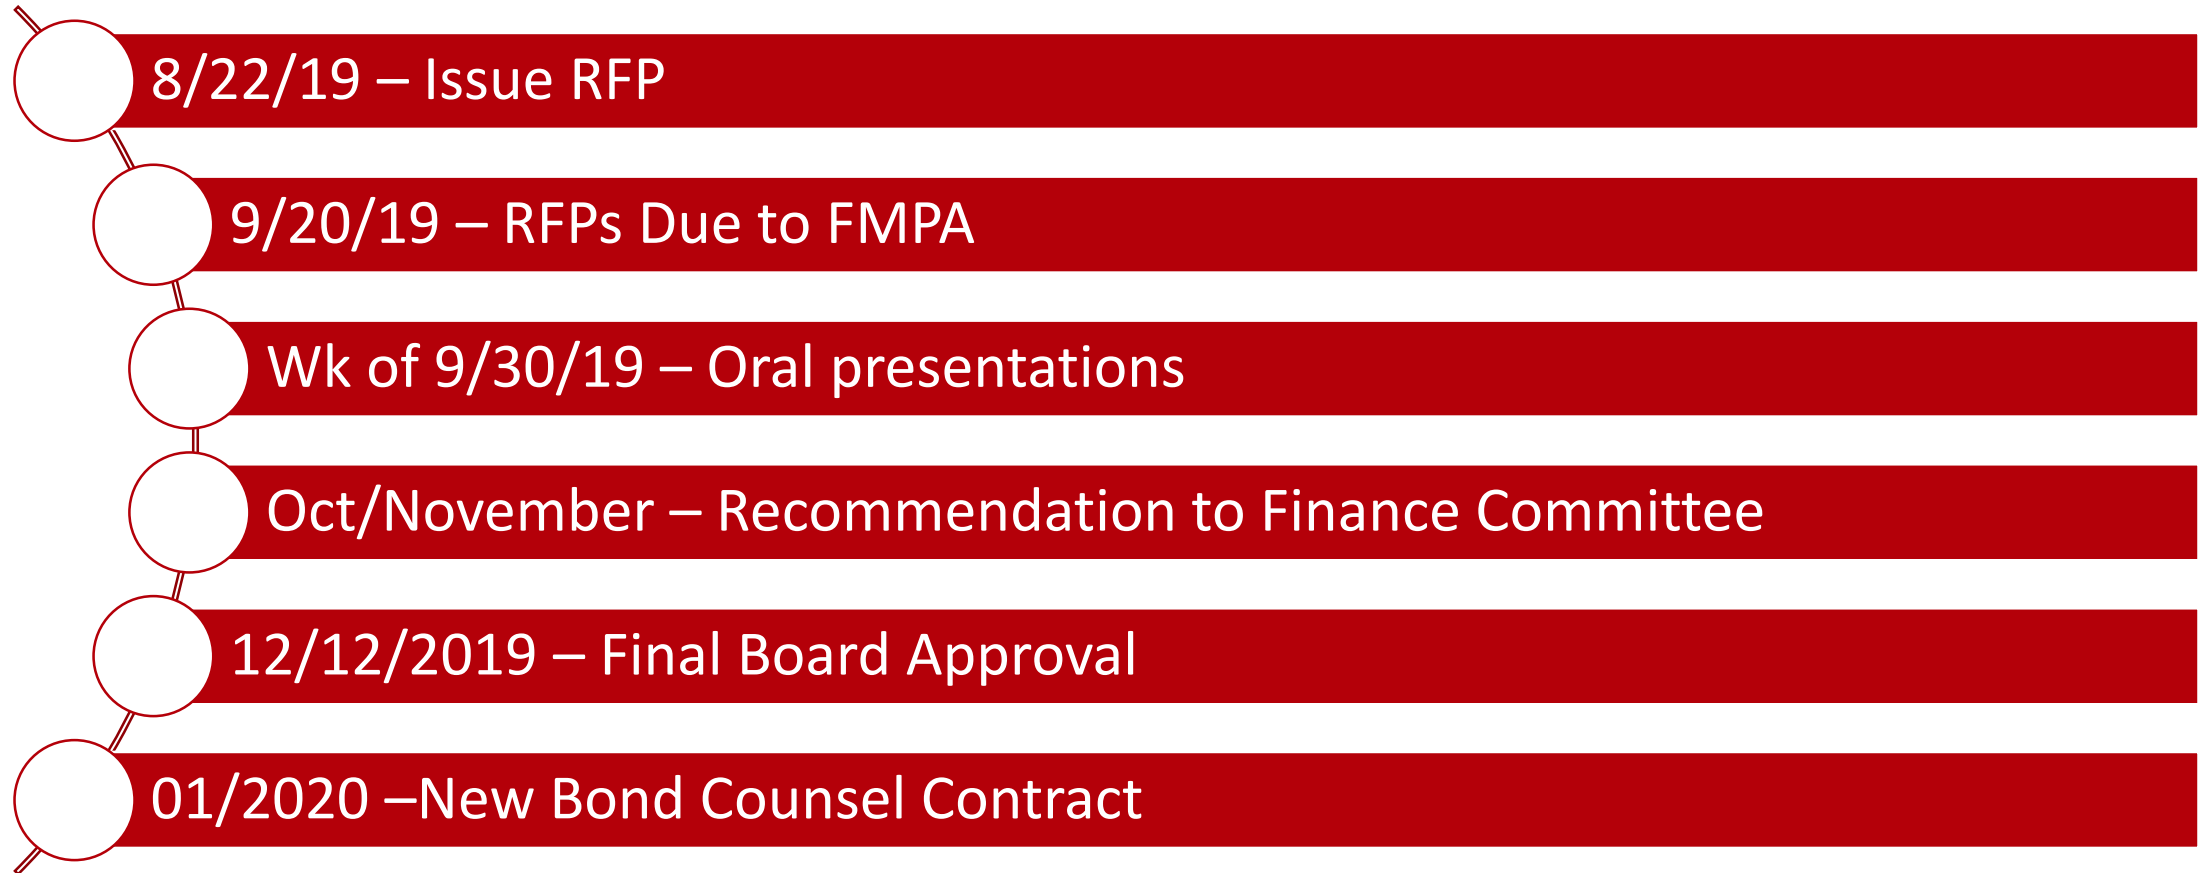 8/22/19 – Issue RFP
9/20/19 – RFPs Due to FMPA
Wk of 9/30/19 – Oral presentations
Oct/November – Recommendation to Finance Committee
12/12/2019 – Final Board Approval
01/2020 –New Bond Counsel Contract